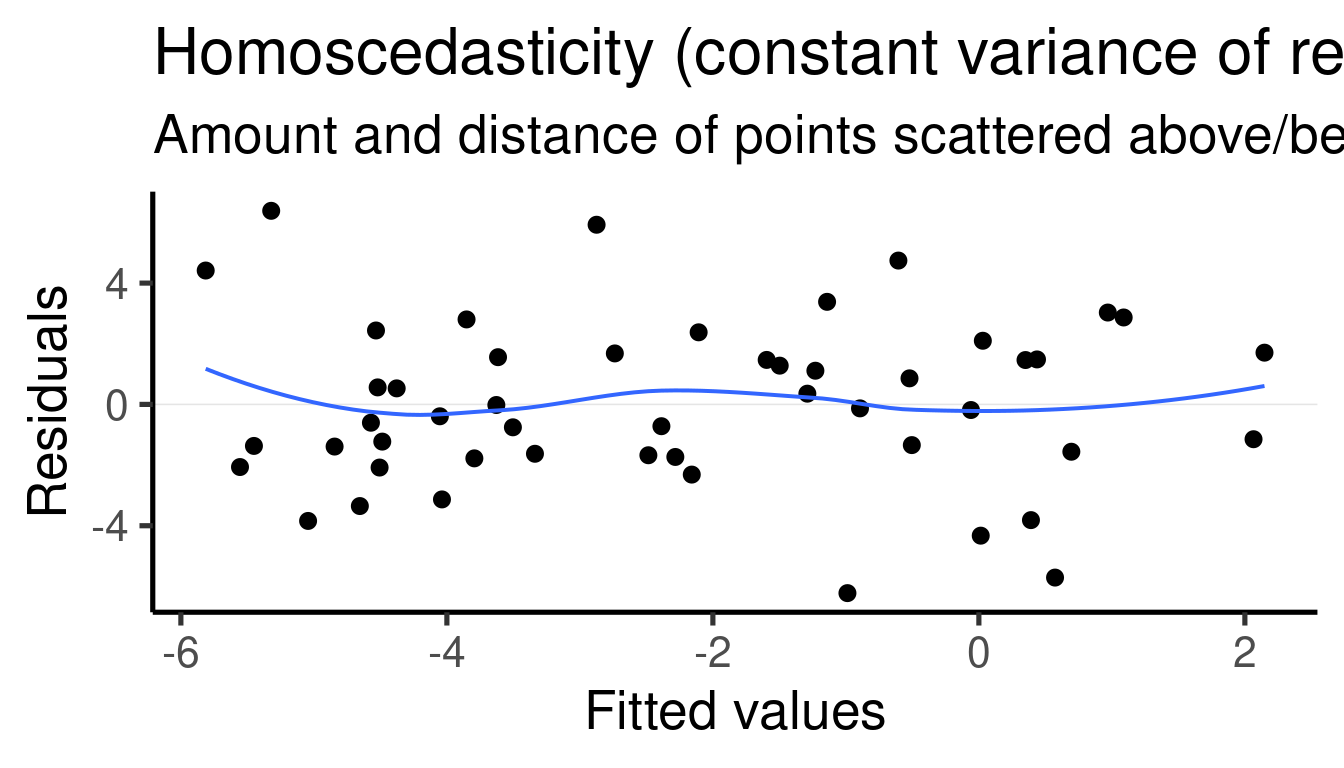 Homoscedasticity (constant variance of re
Amount and distance of points scattered above/be
Residuals
4
0
-4
-6
-4
-2
0
2
Fitted values